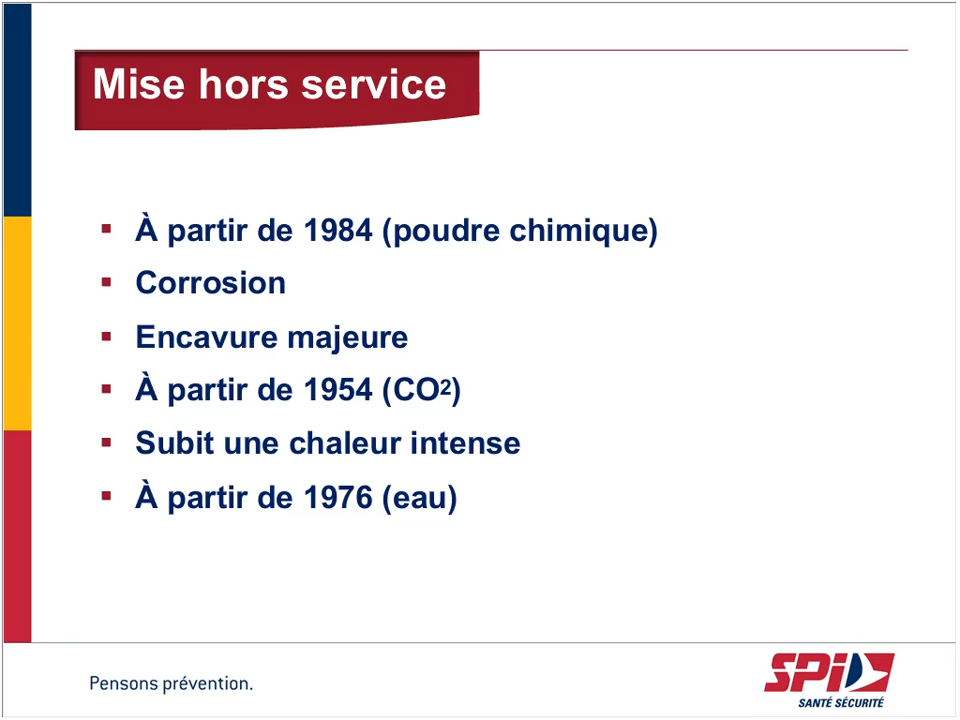 Mise hors service
▪ À partir de 1984 (poudre chimique)
▪ Corrosion
▪ Encavure majeure
▪ À partir de 1954 (CO2)
▪ Subit une chaleur intense
▪ À partir de 1976 (eau)
Pensons prévention.
SPI
SANTÉ SÉCURITÉ